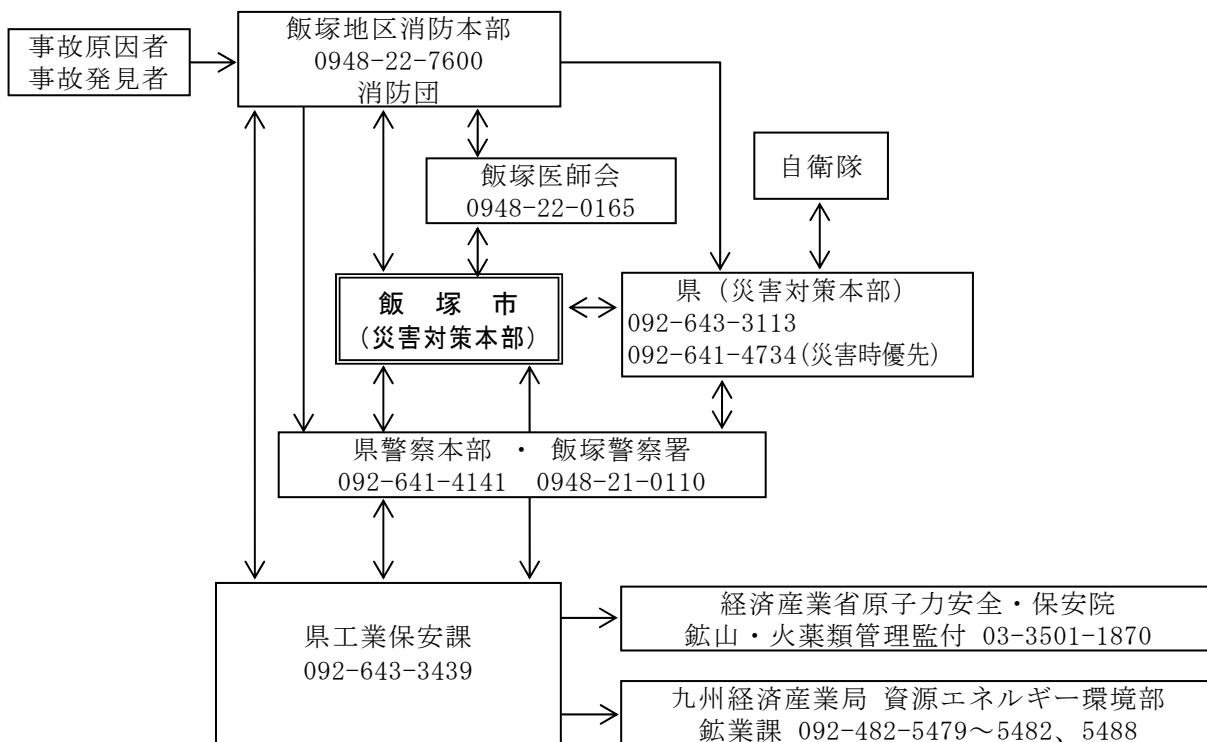 事故原因者
事故発見者
飯塚地区消防本部
0948-22-7600
消防団
飯塚医師会
0948-22-0165
自衛隊
飯 塚 市
(災害対策本部)
県 (災害対策本部)
092-643-3113
092-641-4734(災害時優先)
県警察本部 ・ 飯塚警察署
092-641-4141 0948-21-0110
県工業保安課
092-643-3439
経済産業省原子力安全・保安院
鉱山・火薬類管理監付 03-3501-1870
九州経済産業局 資源エネルギー環境部
鉱業課 092-482-5479～5482、5488